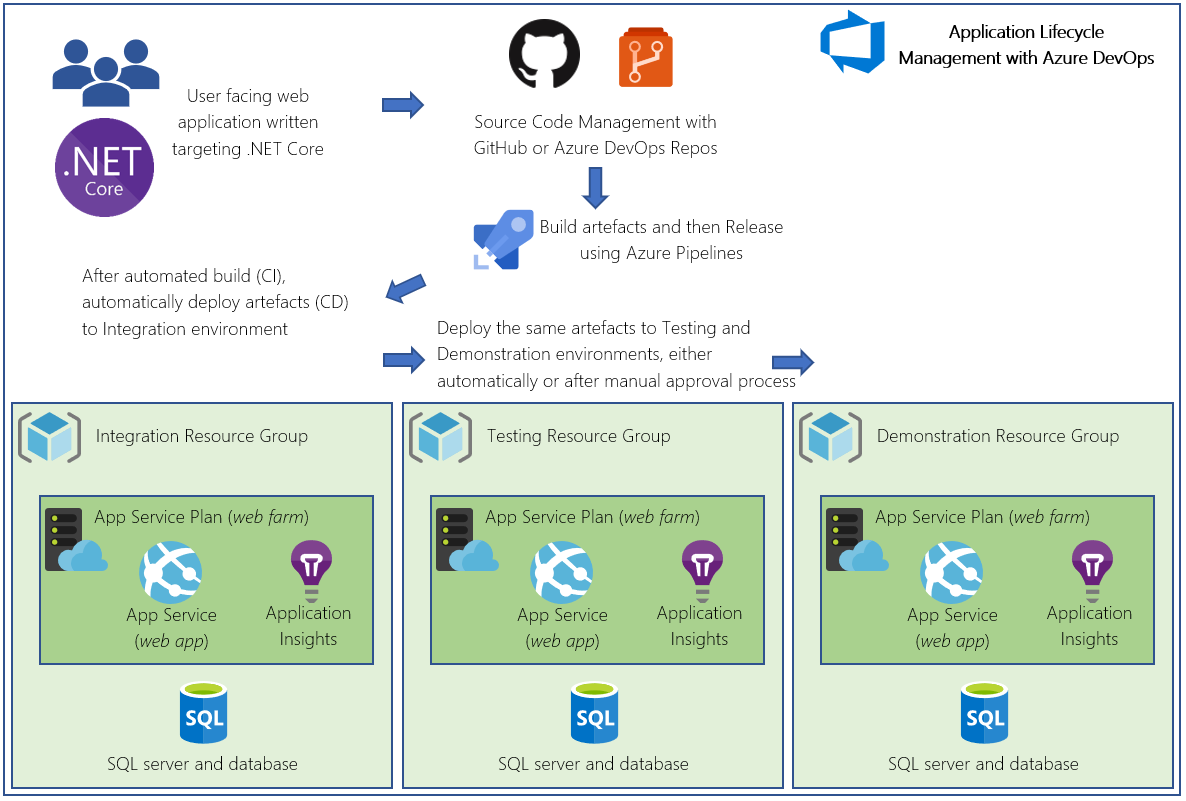 Application Lifecycle
Management with Azure DevOps
User facing web
application written
targeting .NET Core
.NET
Core
Source Code Management with
GitHub or Azure DevOps Repos
Build artefacts and then Release
using Azure Pipelines
After automated build (CI),
automatically deploy artefacts (CD)
to Integration environment
Deploy the same artefacts to Testing and
Demonstration environments, either
automatically or after manual approval process
Integration Resource Group
App Service Plan (web farm)
App Service
(web app)
Application
Insights
SQL
SQL server and database
Testing Resource Group
App Service Plan (web farm)
App Service
(web app)
Application
Insights
SQL
SQL server and database
Demonstration Resource Group
App Service Plan (web farm)
App Service
(web app)
Application
Insights
SQL
SQL server and database